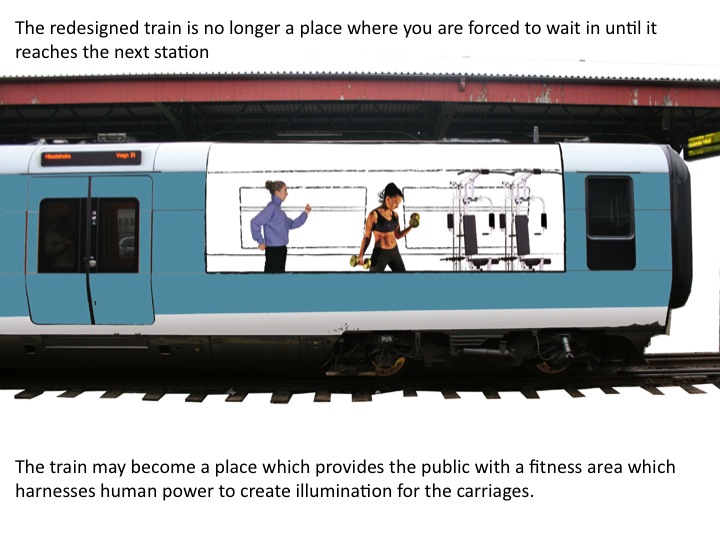 The redesigned train is no longer a place where you are forced to wait in until it
reaches the next station
Vagn 21
The train may become a place which provides the public with a fitness area which
harnesses human power to create illumination for the carriages.